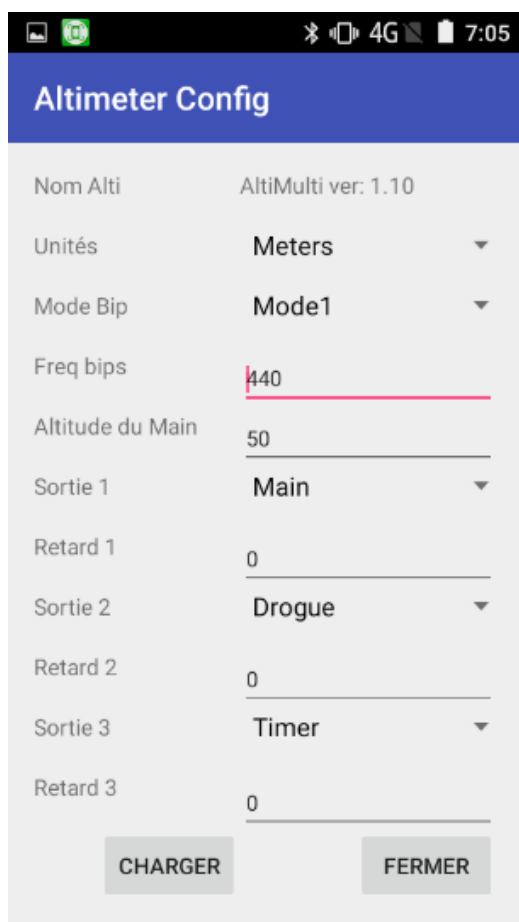 4G 7:05
Altimeter Config
Nom Alti AltiMulti ver: 1.10
Unités Meters
Mode Bip Mode1
Freq bips 440
Altitude du Main 50
Sortie 1 Main
Retard 1 0
Sortie 2 Drogue
Retard 2 0
Sortie 3 Timer
Retard 3 0
CHARGER FERMER